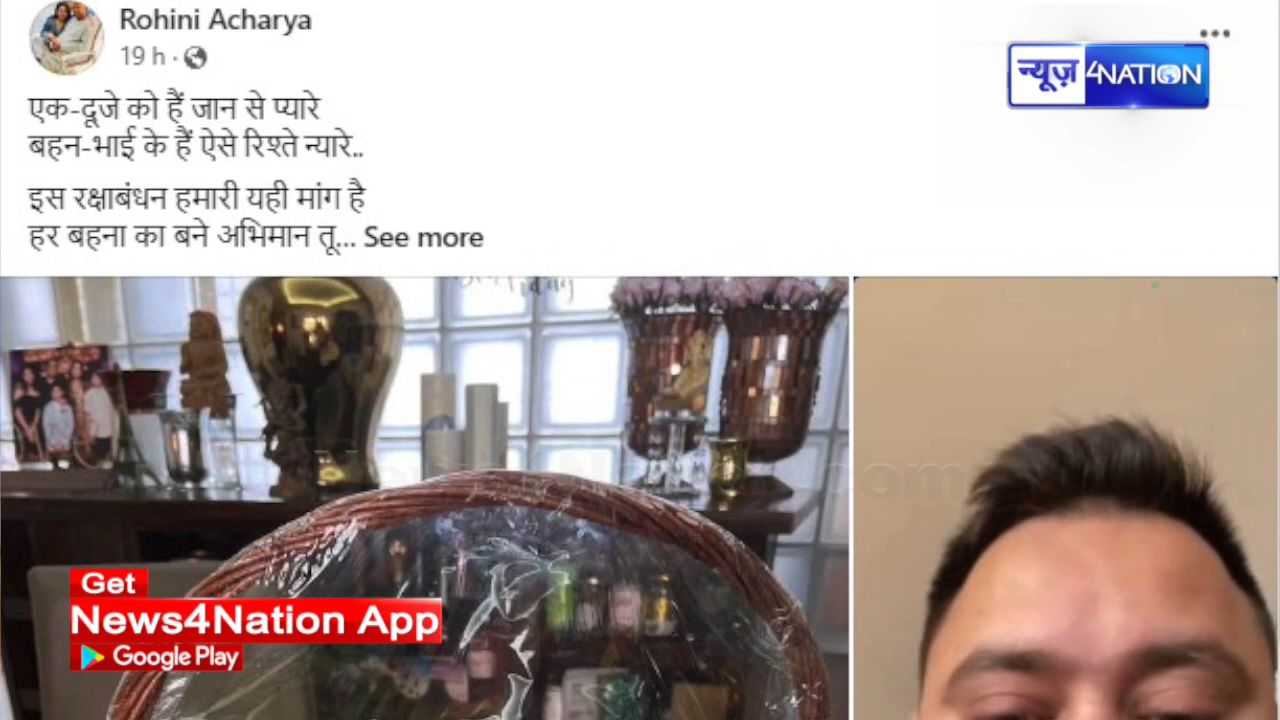 Rohini Acharya
19 h ·
न्यूज़ 4NATION
एक-दूजे को हैं जान से प्यारे
बहन-भाई के हैं ऐसे रिश्ते न्यारे..
इस रक्षाबंधन हमारी यही मांग है
हर बहना का बने अभिमान तू... See more
Get
News4Nation App
Google Play